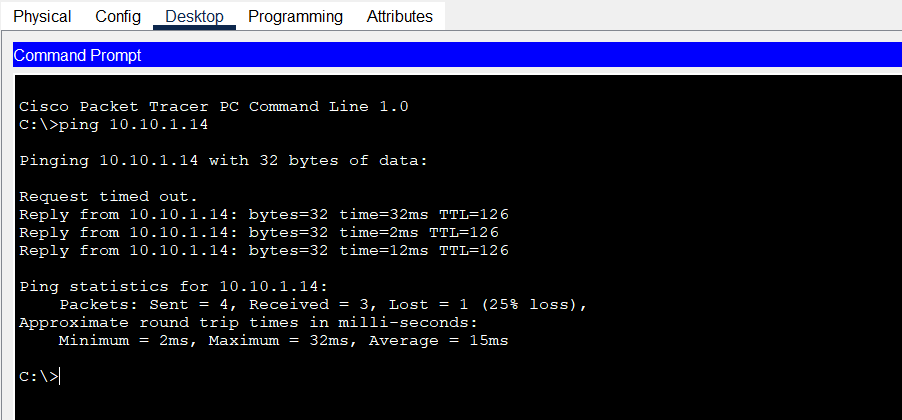 Physical Config Desktop Programming Attributes
Command Prompt
Cisco Packet Tracer PC Command Line 1.0
C:\>ping 10.10.1.14
Pinging 10.10.1.14 with 32 bytes of data:
Request timed out.
Reply from 10.10.1.14: bytes=32 time=32ms TTL=126
Reply from 10.10.1.14: bytes=32 time=2ms TTL=126
Reply from 10.10.1.14: bytes=32 time=12ms TTL=126
Ping statistics for 10.10.1.14:
    Packets: Sent = 4, Received = 3, Lost = 1 (25% loss),
Approximate round trip times in milli-seconds:
    Minimum = 2ms, Maximum = 32ms, Average = 15ms
C:\>